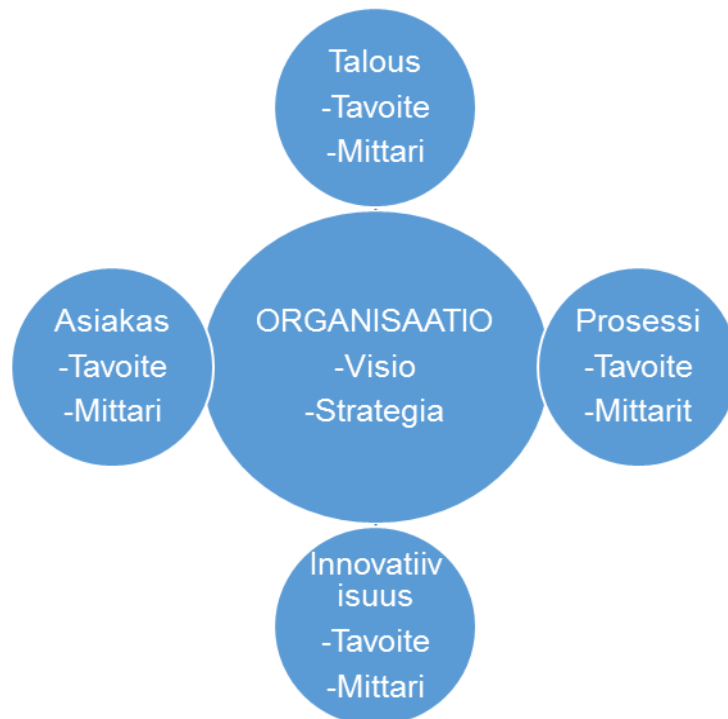 Talous
-Tavoite
-Mittari
Asiakas
-Tavoite
-Mittari
ORGANISAATIO
-Visio
-Strategia
Prosessi
-Tavoite
-Mittarit
Innovatiiv
isuus
-Tavoite
-Mittari